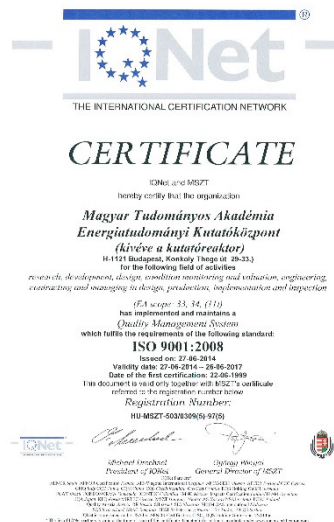 IQNet
®
THE INTERNATIONAL CERTIFICATION NETWORK
CERTIFICATE
IQNet and MSZT
hereby certify that the organization
Magyar Tudományos Akadémia
Energiatudományi Kutatóközpont
(kivéve a kutatóreaktor)
H-1121 Budapest, Konkoly Thege út 29-33.)
for the following field of activities
research, development, design, condition monitoring and valuation, engineering,
contracting and managing in design, production, implementation and inspection
(EA scope: 33, 34, (11))
has implemented and maintains a
Quality Management System
which fulfils the requirements of the following standard:
ISO 9001:2008
Issued on: 27-06-2014
Validity date: 27-06-2014 – 26-06-2017
Date of the first certification: 22-06-1999
This document is valid only together with MSZT's certificate
referred to the registration number below
Registration Number:
HU-MSZT-503/0309(5)-97(5)
IQNet
Michael Drechsel
President of IQNet
György Pónyai
General Director of MSZT